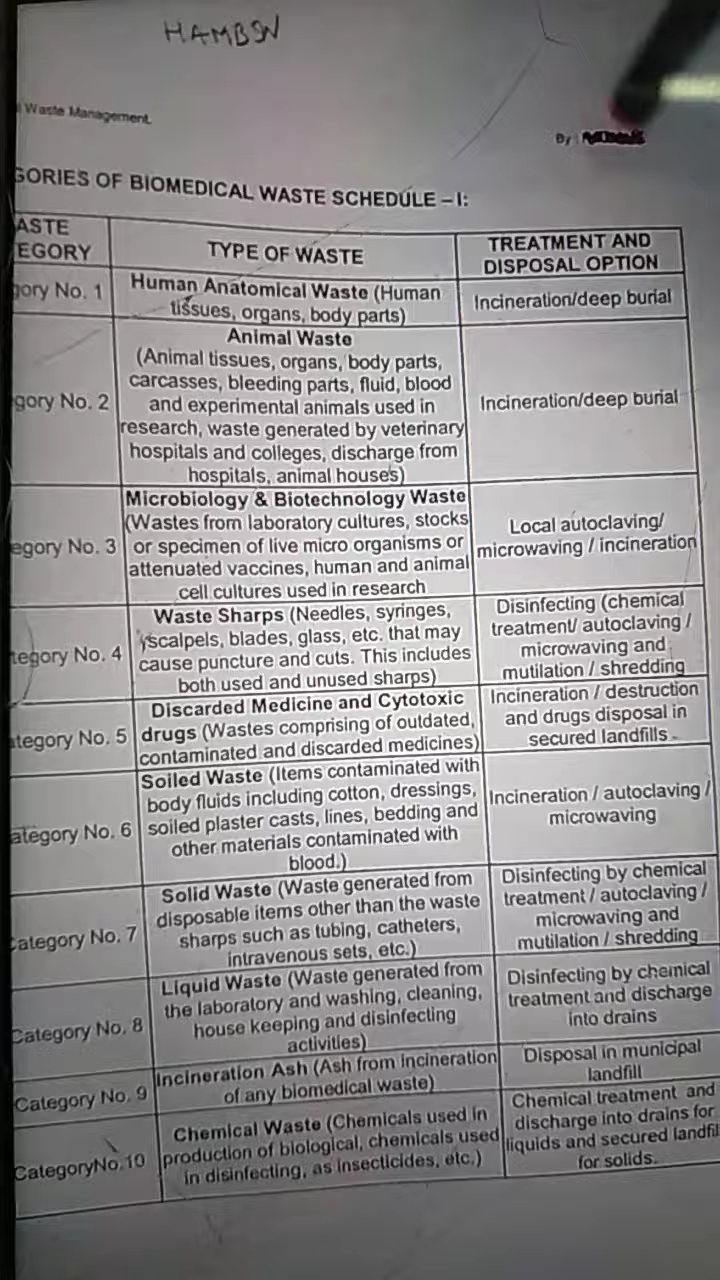 HAMBSW
Waste Management.
By :
GORIES OF BIOMEDICAL WASTE SCHEDULE – I:
ASTE
EGORY
TYPE OF WASTE
TREATMENT AND
DISPOSAL OPTION
gory No. 1
Human Anatomical Waste (Human
tissues, organs, body parts)
Incineration/deep burial
gory No. 2
Animal Waste
(Animal tissues, organs, body parts,
carcasses, bleeding parts, fluid, blood
and experimental animals used in
research, waste generated by veterinary
hospitals and colleges, discharge from
hospitals, animal houses)
Incineration/deep burial
egory No. 3
Microbiology & Biotechnology Waste
(Wastes from laboratory cultures, stocks
or specimen of live micro organisms or
attenuated vaccines, human and animal
cell cultures used in research
Local autoclaving/
microwaving / incineration
tegory No. 4
Waste Sharps (Needles, syringes,
scalpels, blades, glass, etc. that may
cause puncture and cuts. This includes
both used and unused sharps)
Disinfecting (chemical
treatment/ autoclaving /
microwaving and
mutilation / shredding
ategory No. 5
Discarded Medicine and Cytotoxic
drugs (Wastes comprising of outdated,
contaminated and discarded medicines)
Incineration / destruction
and drugs disposal in
secured landfills
ategory No. 6
Soiled Waste (Items contaminated with
body fluids including cotton, dressings,
soiled plaster casts, lines, bedding and
other materials contaminated with
blood.)
Incineration / autoclaving /
microwaving
Category No. 7
Solid Waste (Waste generated from
disposable items other than the waste
sharps such as tubing, catheters,
intravenous sets, etc.)
Disinfecting by chemical
treatment / autoclaving /
microwaving and
mutilation / shredding
Category No. 8
Liquid Waste (Waste generated from
the laboratory and washing, cleaning,
house keeping and disinfecting
activities)
Disinfecting by chemical
treatment and discharge
into drains
Category No. 9
Incineration Ash (Ash from incineration
of any biomedical waste)
Disposal in municipal
landfill
CategoryNo.10
Chemical Waste (Chemicals used in
production of biological, chemicals used
in disinfecting, as insecticides, etc.)
Chemical treatment and
discharge into drains for
liquids and secured landfil
for solids.